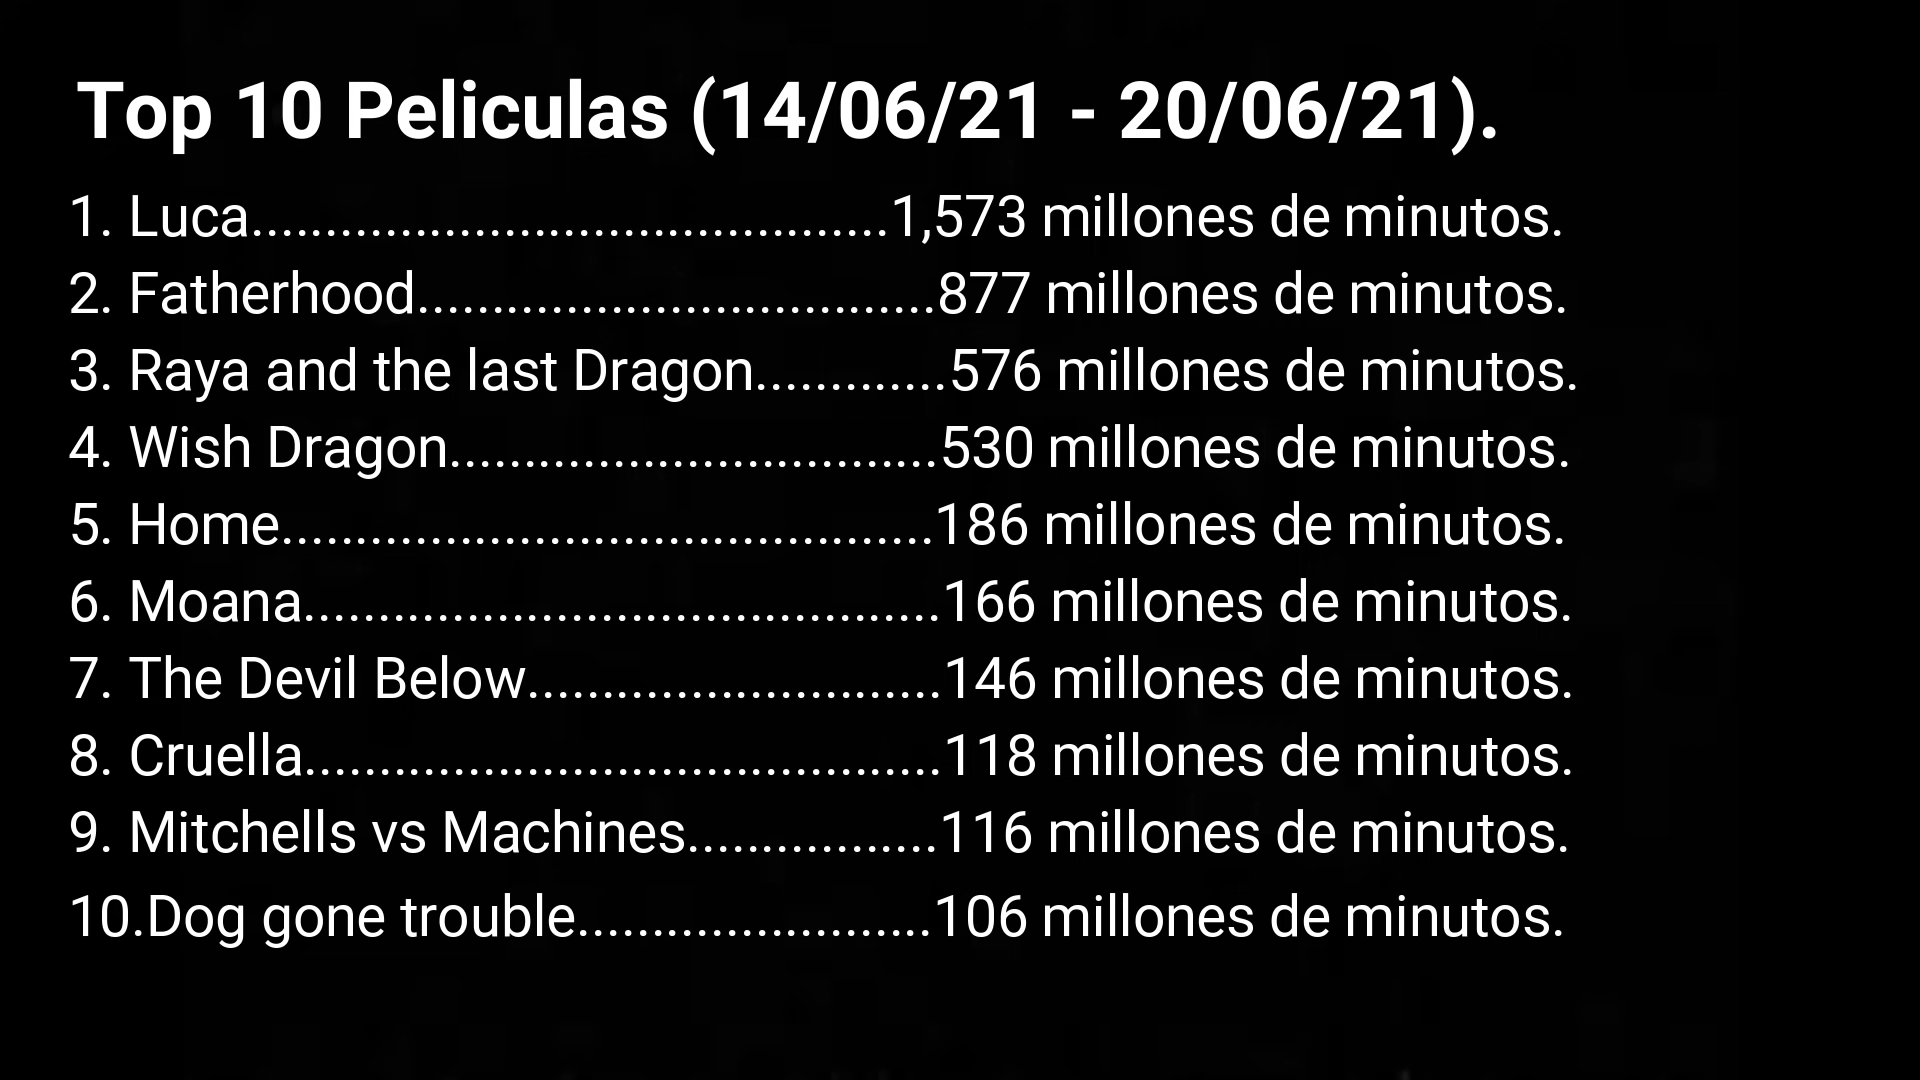 Top 10 Peliculas (14/06/21 - 20/06/21).
1. Luca...........................................1,573 millones de minutos.
2. Fatherhood...................................877 millones de minutos.
3. Raya and the last Dragon.............576 millones de minutos.
4. Wish Dragon.................................530 millones de minutos.
5. Home............................................186 millones de minutos.
6. Moana...........................................166 millones de minutos.
7. The Devil Below............................146 millones de minutos.
8. Cruella...........................................118 millones de minutos.
9. Mitchells vs Machines.................116 millones de minutos.
10.Dog gone trouble........................106 millones de minutos.